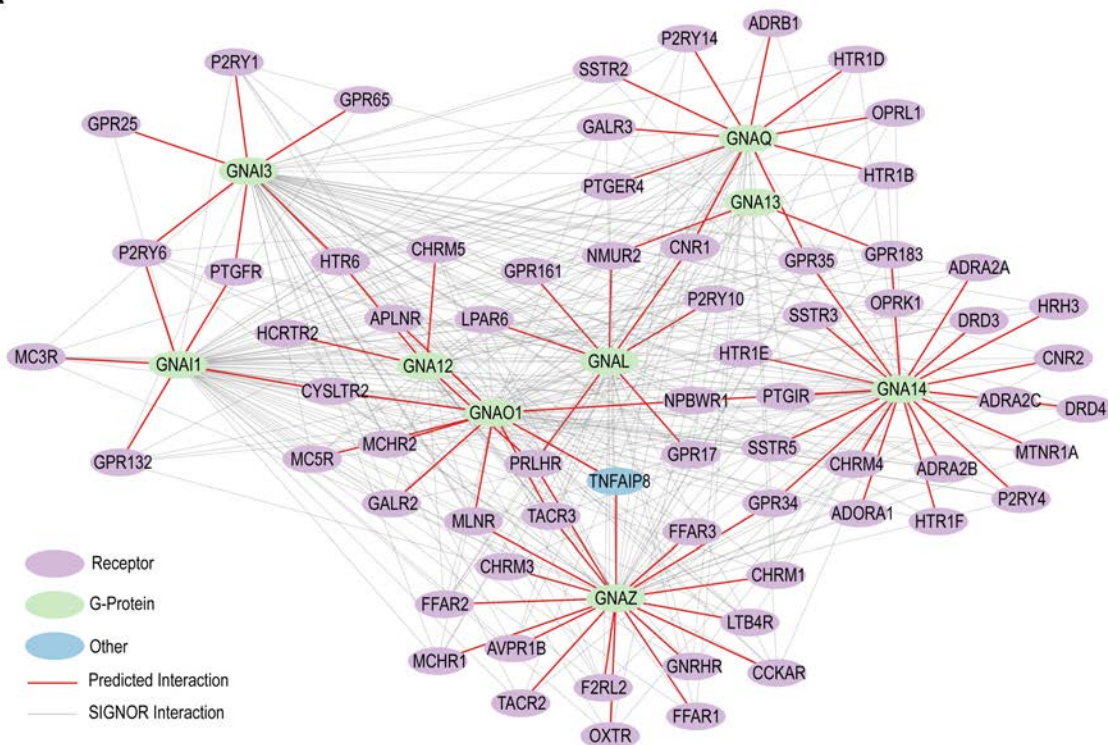 ADRB1
P2RY14
HTR1D
P2RY1
SSTR2
GPR65
OPRL1
GPR25
GALR3
GNAQ
GNAI3
HTR1B
PTGER4
GNA13
P2RY6
CHRM5
NMUR2
CNR1
GPR183
HTR6
GPR35
ADRA2A
PTGFR
GPR161
P2RY10
OPRK1
HRH3
APLNR
LPAR6
SSTR3
DRD3
HCRTR2
MC3R
GNAI1
GNA12
GNAL
HTR1E
CNR2
GNA14
CYSLTR2
NPBWR1
PTGIR
ADRA2C
DRD4
GNAO1
MCHR2
SSTR5
MTNR1A
MC5R
GPR132
PRLHR
GPR17
CHRM4
ADRA2B
TNFAIP8
P2RY4
GALR2
GPR34
MLNR
TACR3
ADORA1
HTR1F
FFAR3
Receptor
CHRM3
CHRM1
G-Protein
FFAR2
GNAZ
LTB4R
Other
AVPR1B
MCHR1
GNRHR
CCKAR
Predicted Interaction
F2RL2
TACR2
FFAR1
SIGNOR Interaction
OXTR